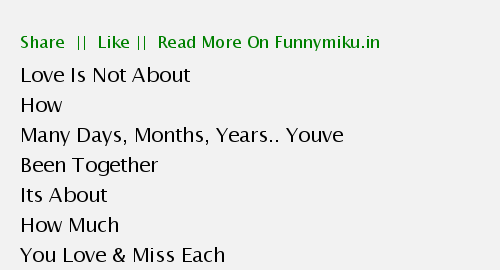 Share || Like || Read More On Funnymiku.in
Love Is Not About
How
Many Days, Months, Years.. Youve
Been Together
Its About
How Much
You Love & Miss Each